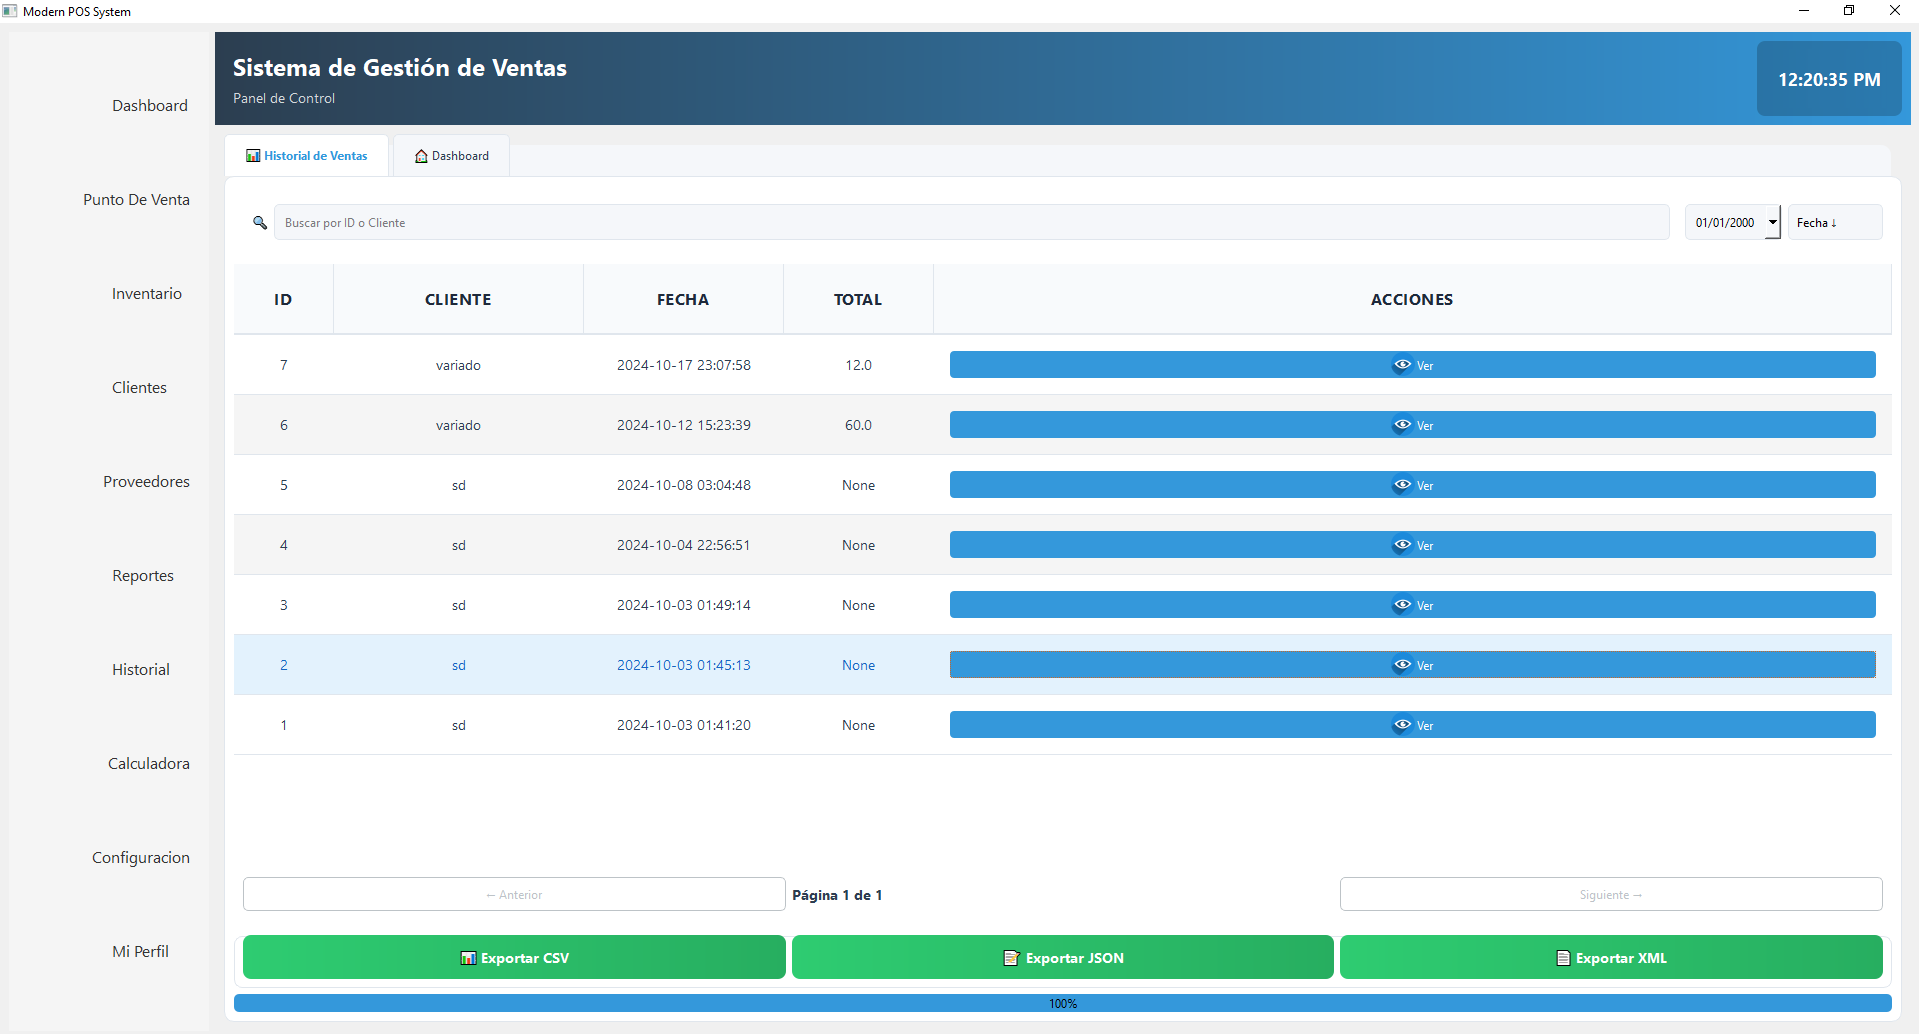 Modern POS System
Dashboard
Punto De Venta
Inventario
Clientes
Proveedores
Reportes
Historial
Calculadora
Configuracion
Mi Perfil
Sistema de Gestión de Ventas
Panel de Control
12:20:35 PM
Historial de Ventas
Dashboard
Buscar por ID o Cliente
01/01/2000
Fecha ↓
ID CLIENTE FECHA TOTAL ACCIONES
7 variado 2024-10-17 23:07:58 12.0 Ver
6 variado 2024-10-12 15:23:39 60.0 Ver
5 sd 2024-10-08 03:04:48 None Ver
4 sd 2024-10-04 22:56:51 None Ver
3 sd 2024-10-03 01:49:14 None Ver
2 sd 2024-10-03 01:45:13 None Ver
1 sd 2024-10-03 01:41:20 None Ver
← Anterior
Página 1 de 1
Siguiente →
Exportar CSV
Exportar JSON
Exportar XML
100%